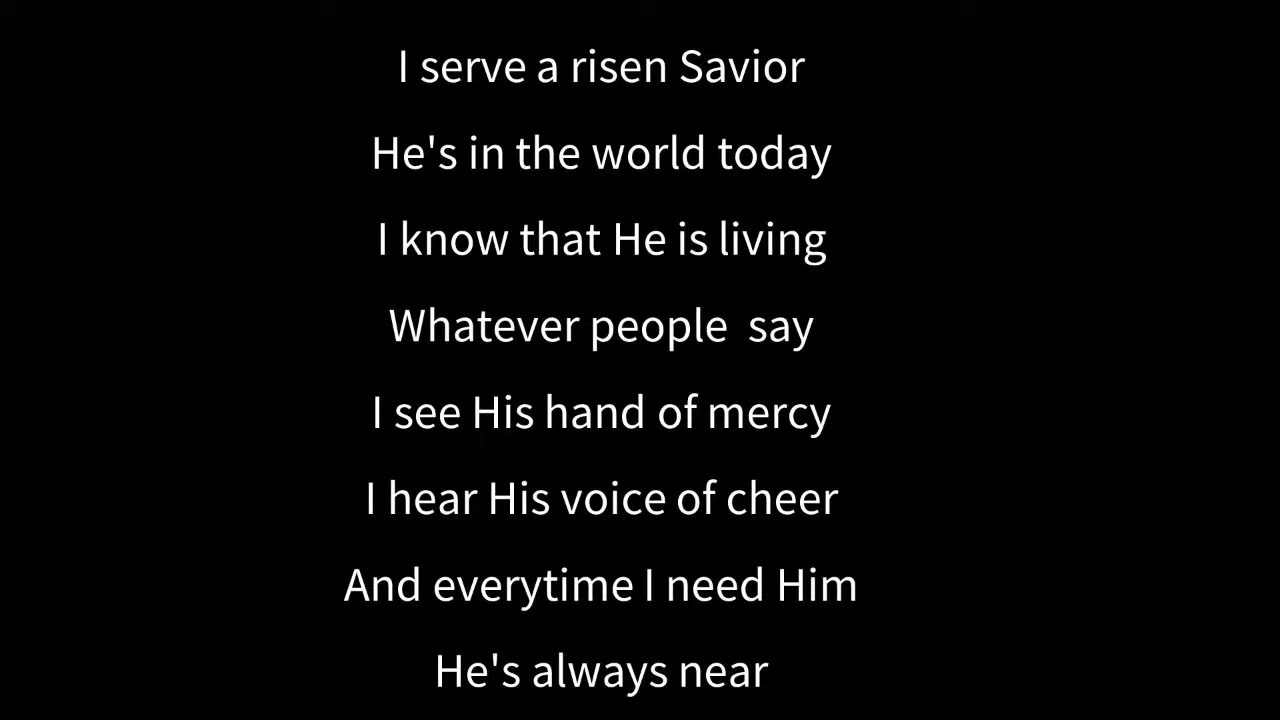 I serve a risen Savior
He's in the world today
I know that He is living
Whatever people  say
I see His hand of mercy
I hear His voice of cheer
And everytime I need Him
He's always near